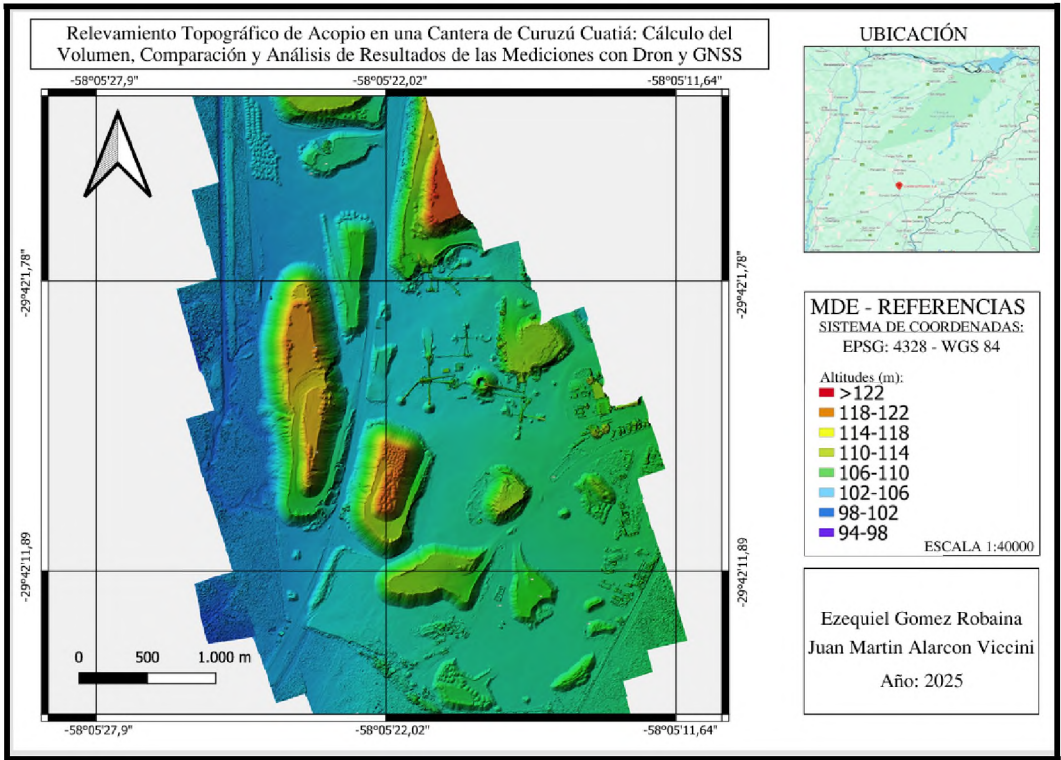 Relevamiento Topográfico de Acopio en una Cantera de Curuzú Cuatiá: Cálculo del
Volumen, Comparación y Análisis de Resultados de las Mediciones con Dron y GNSS
-58°05'27,9"
-58°05'22,02"
-58°05'11,64"
-29°42'1,78"
-29°42'1,78"
-29°42'11,89
-29°42'11,89
0 500 1.000 m
-58°05'27,9"
-58°05'22,02"
-58°05'11,64"
UBICACIÓN
MDE - REFERENCIAS
SISTEMA DE COORDENADAS:
EPSG: 4328 - WGS 84
Altitudes (m):
>122
118-122
114-118
110-114
106-110
102-106
98-102
94-98
ESCALA 1:40000
Ezequiel Gomez Robaina
Juan Martin Alarcon Viccini
Año: 2025